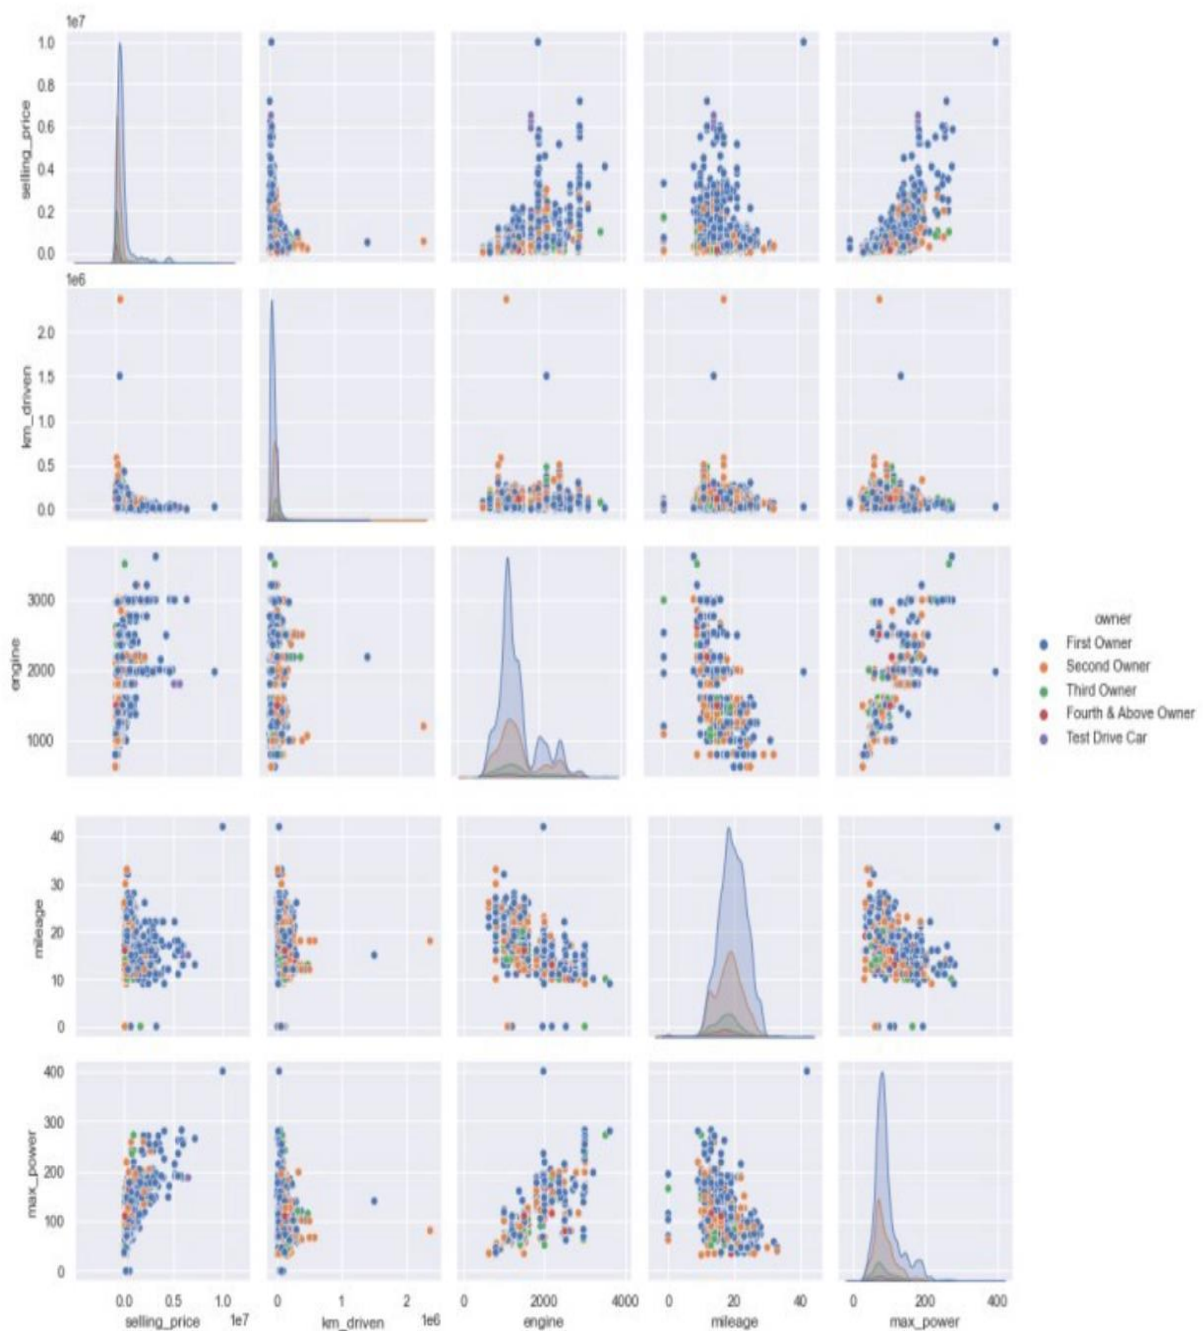 1e7
1.0
0.8
0.6
0.4
0.2
0.0
selling_price
1e6
2.0
1.5
1.0
0.5
0.0
km_driven
3000
2000
1000
engine
owner
First Owner
Second Owner
Third Owner
Fourth & Above Owner
Test Drive Car
40
30
20
10
0
mileage
400
300
200
100
0
max_power
0.0 0.5 1.0
1e7
selling_price
0 1 2
1e6
km_driven
0 2000 4000
engine
0 20 40
mileage
0 200 400
max_power